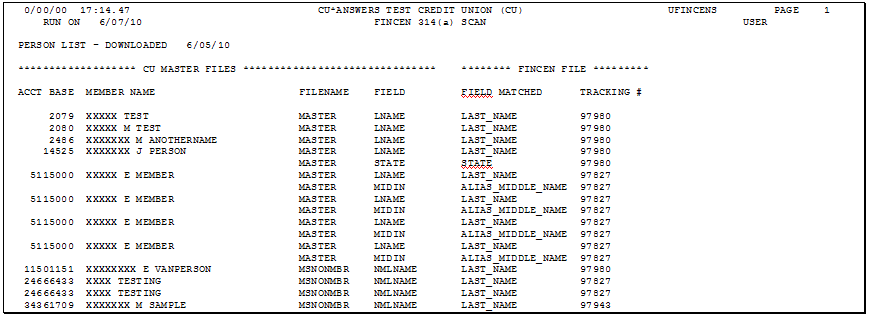 0/00/00 17:14.47 CU*ANSWERS TEST CREDIT UNION (CU) UFINCENS PAGE 1
RUN ON 6/07/10 FINCEN 314(a) SCAN USER
PERSON LIST - DOWNLOADED 6/05/10
******************* CU MASTER FILES ******************************* ******** FINCEN FILE *********
ACCT BASE MEMBER NAME FILENAME FIELD FIELD MATCHED TRACKING #
2079 XXXXX TEST MASTER LNAME LAST_NAME 97980
2080 XXXXX M TEST MASTER LNAME LAST_NAME 97980
2486 XXXXXXX M ANOTHERNAME MASTER LNAME LAST_NAME 97980
14525 XXXXXXX J PERSON MASTER LNAME LAST_NAME 97980
MASTER STATE STATE 97980
5115000 XXXXX E MEMBER MASTER LNAME LAST_NAME 97827
MASTER MIDIN ALIAS_MIDDLE_NAME 97827
5115000 XXXXX E MEMBER MASTER LNAME LAST_NAME 97827
MASTER MIDIN ALIAS_MIDDLE_NAME 97827
5115000 XXXXX E MEMBER MASTER LNAME LAST_NAME 97827
MASTER MIDIN ALIAS_MIDDLE_NAME 97827
5115000 XXXXX E MEMBER MASTER LNAME LAST_NAME 97827
MASTER MIDIN ALIAS_MIDDLE_NAME 97827
11501151 XXXXXXXX E VANPERSON MSNONMBR NMLNAME LAST_NAME 97980
24666433 XXXX TESTING MSNONMBR NMLNAME LAST_NAME 97827
24666433 XXXX TESTING MSNONMBR NMLNAME LAST_NAME 97827
34361709 XXXXXXX M SAMPLE MSNONMBR NMLNAME LAST_NAME 97943